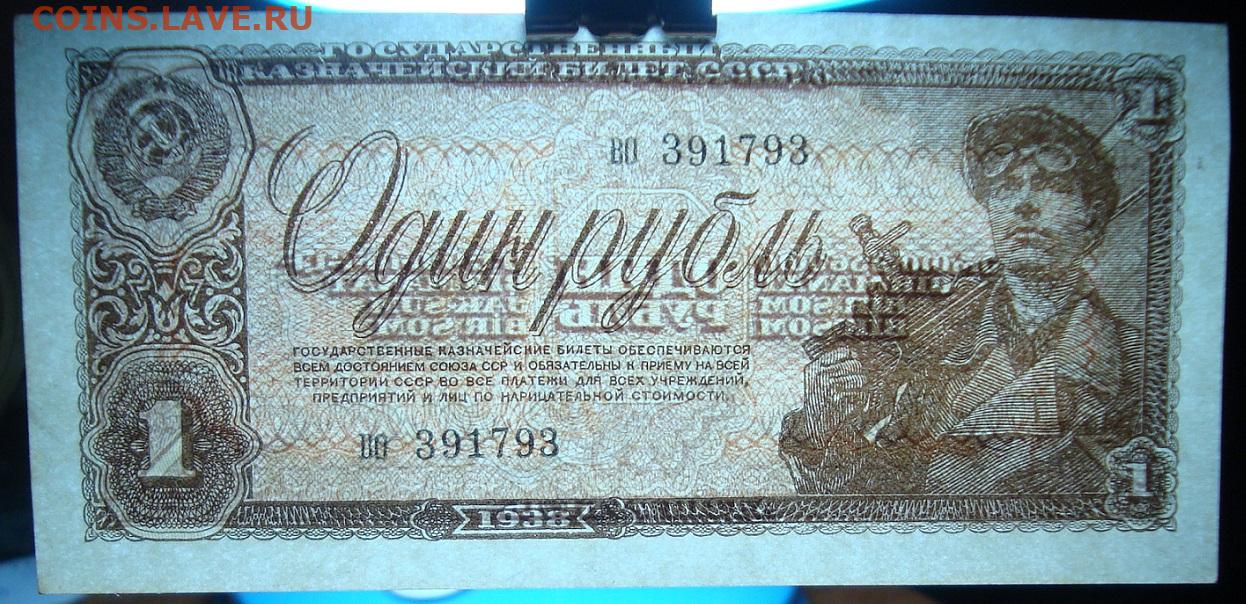 COINS.LAVE.РУ
ГОСУДАРСТВЕННЫЙ
КАЗНАЧЕЙСКИЙ БИЛЕТ СССР
1
ВО 391793
Один рубль
ГОСУДАРСТВЕННЫЕ КАЗНАЧЕЙСКИЕ БИЛЕТЫ ОБЕСПЕЧИВАЮТСЯ
ВСЕМ ДОСТОЯНИЕМ СОЮЗА ССР И ОБЯЗАТЕЛЬНЫ К ПРИЕМУ НА ВСЕЙ
ТЕРРИТОРИИ СССР ВО ВСЕ ПЛАТЕЖИ ДЛЯ ВСЕХ УЧРЕЖДЕНИЙ,
ПРЕДПРИЯТИЙ И ЛИЦ ПО НАРИЦАТЕЛЬНОЙ СТОИМОСТИ.
ВО 391793
1
1
1938